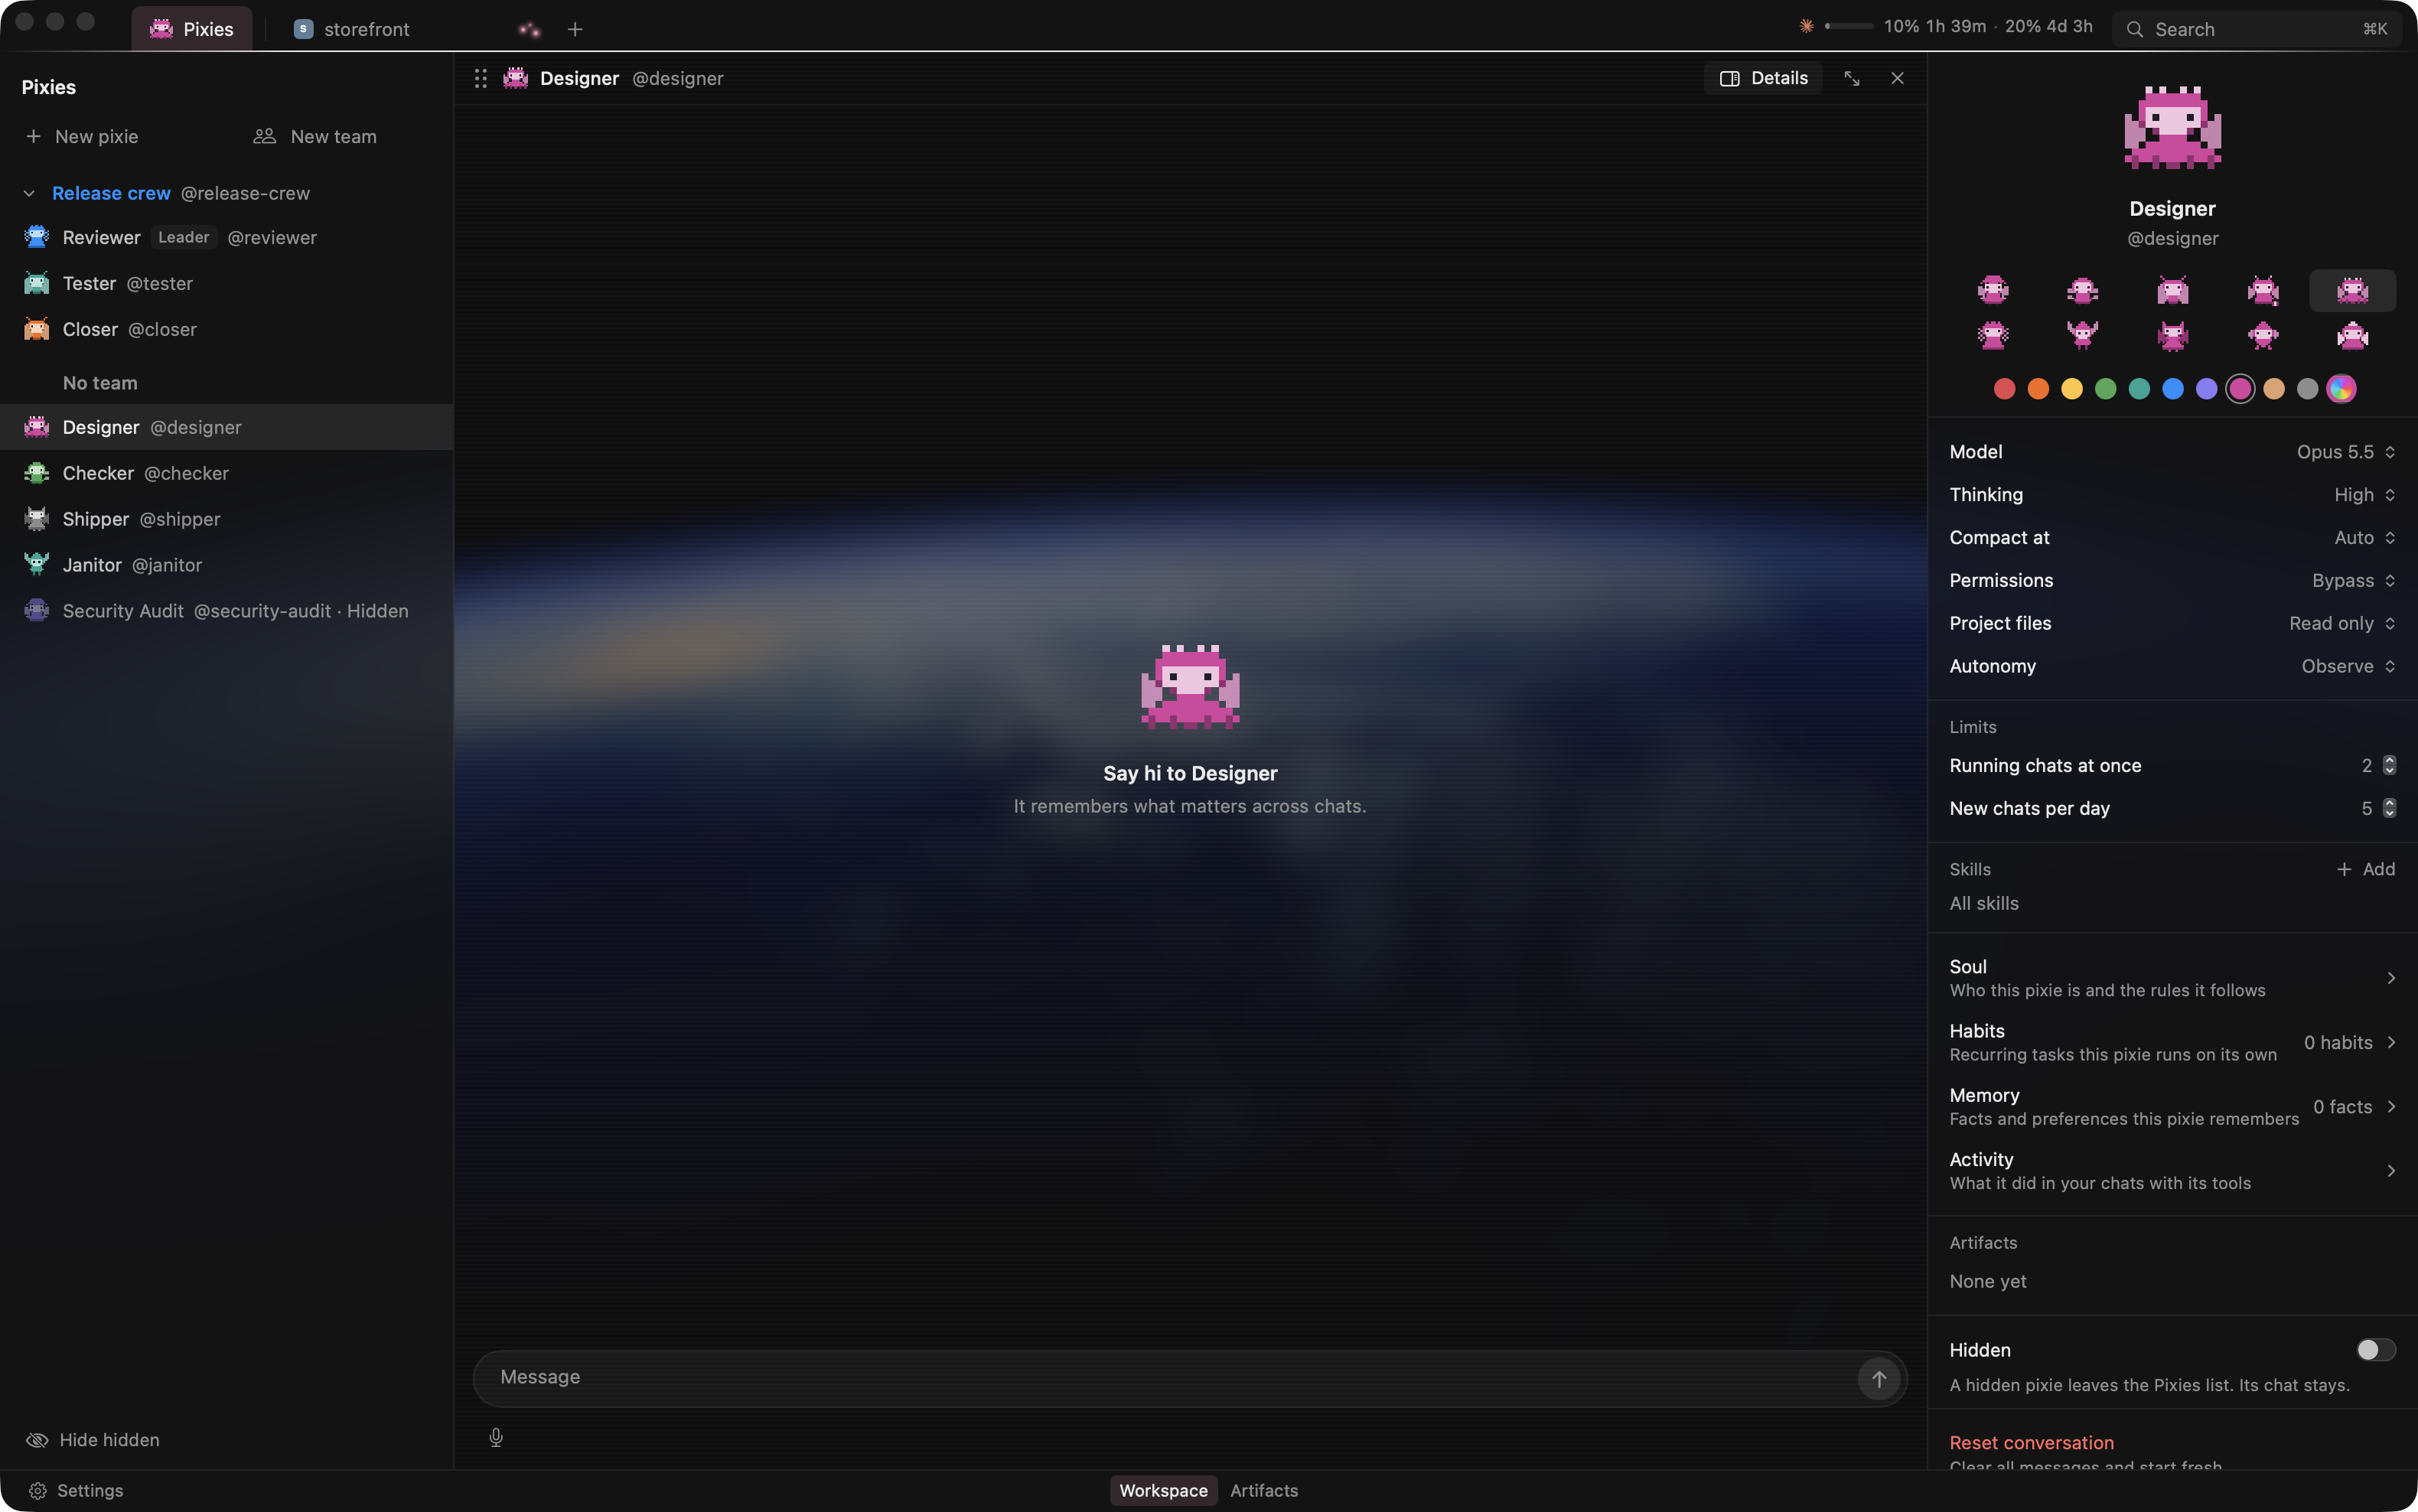 Pixies
S storefront
10% 1h 39m · 20% 4d 3h
Search ⌘K
Pixies
New pixie
New team
Release crew @release-crew
Reviewer Leader @reviewer
Tester @tester
Closer @closer
No team
Designer @designer
Checker @checker
Shipper @shipper
Janitor @janitor
Security Audit @security-audit · Hidden
Hide hidden
Settings
Designer @designer
Details
Say hi to Designer
It remembers what matters across chats.
Message
Workspace
Artifacts
Designer
@designer
Model Opus 5.5
Thinking High
Compact at Auto
Permissions Bypass
Project files Read only
Autonomy Observe
Limits
Running chats at once 2
New chats per day 5
Skills + Add
All skills
Soul
Who this pixie is and the rules it follows
Habits
Recurring tasks this pixie runs on its own
0 habits
Memory
Facts and preferences this pixie remembers
0 facts
Activity
What it did in your chats with its tools
Artifacts
None yet
Hidden
A hidden pixie leaves the Pixies list. Its chat stays.
Reset conversation
Clear all messages and start fresh